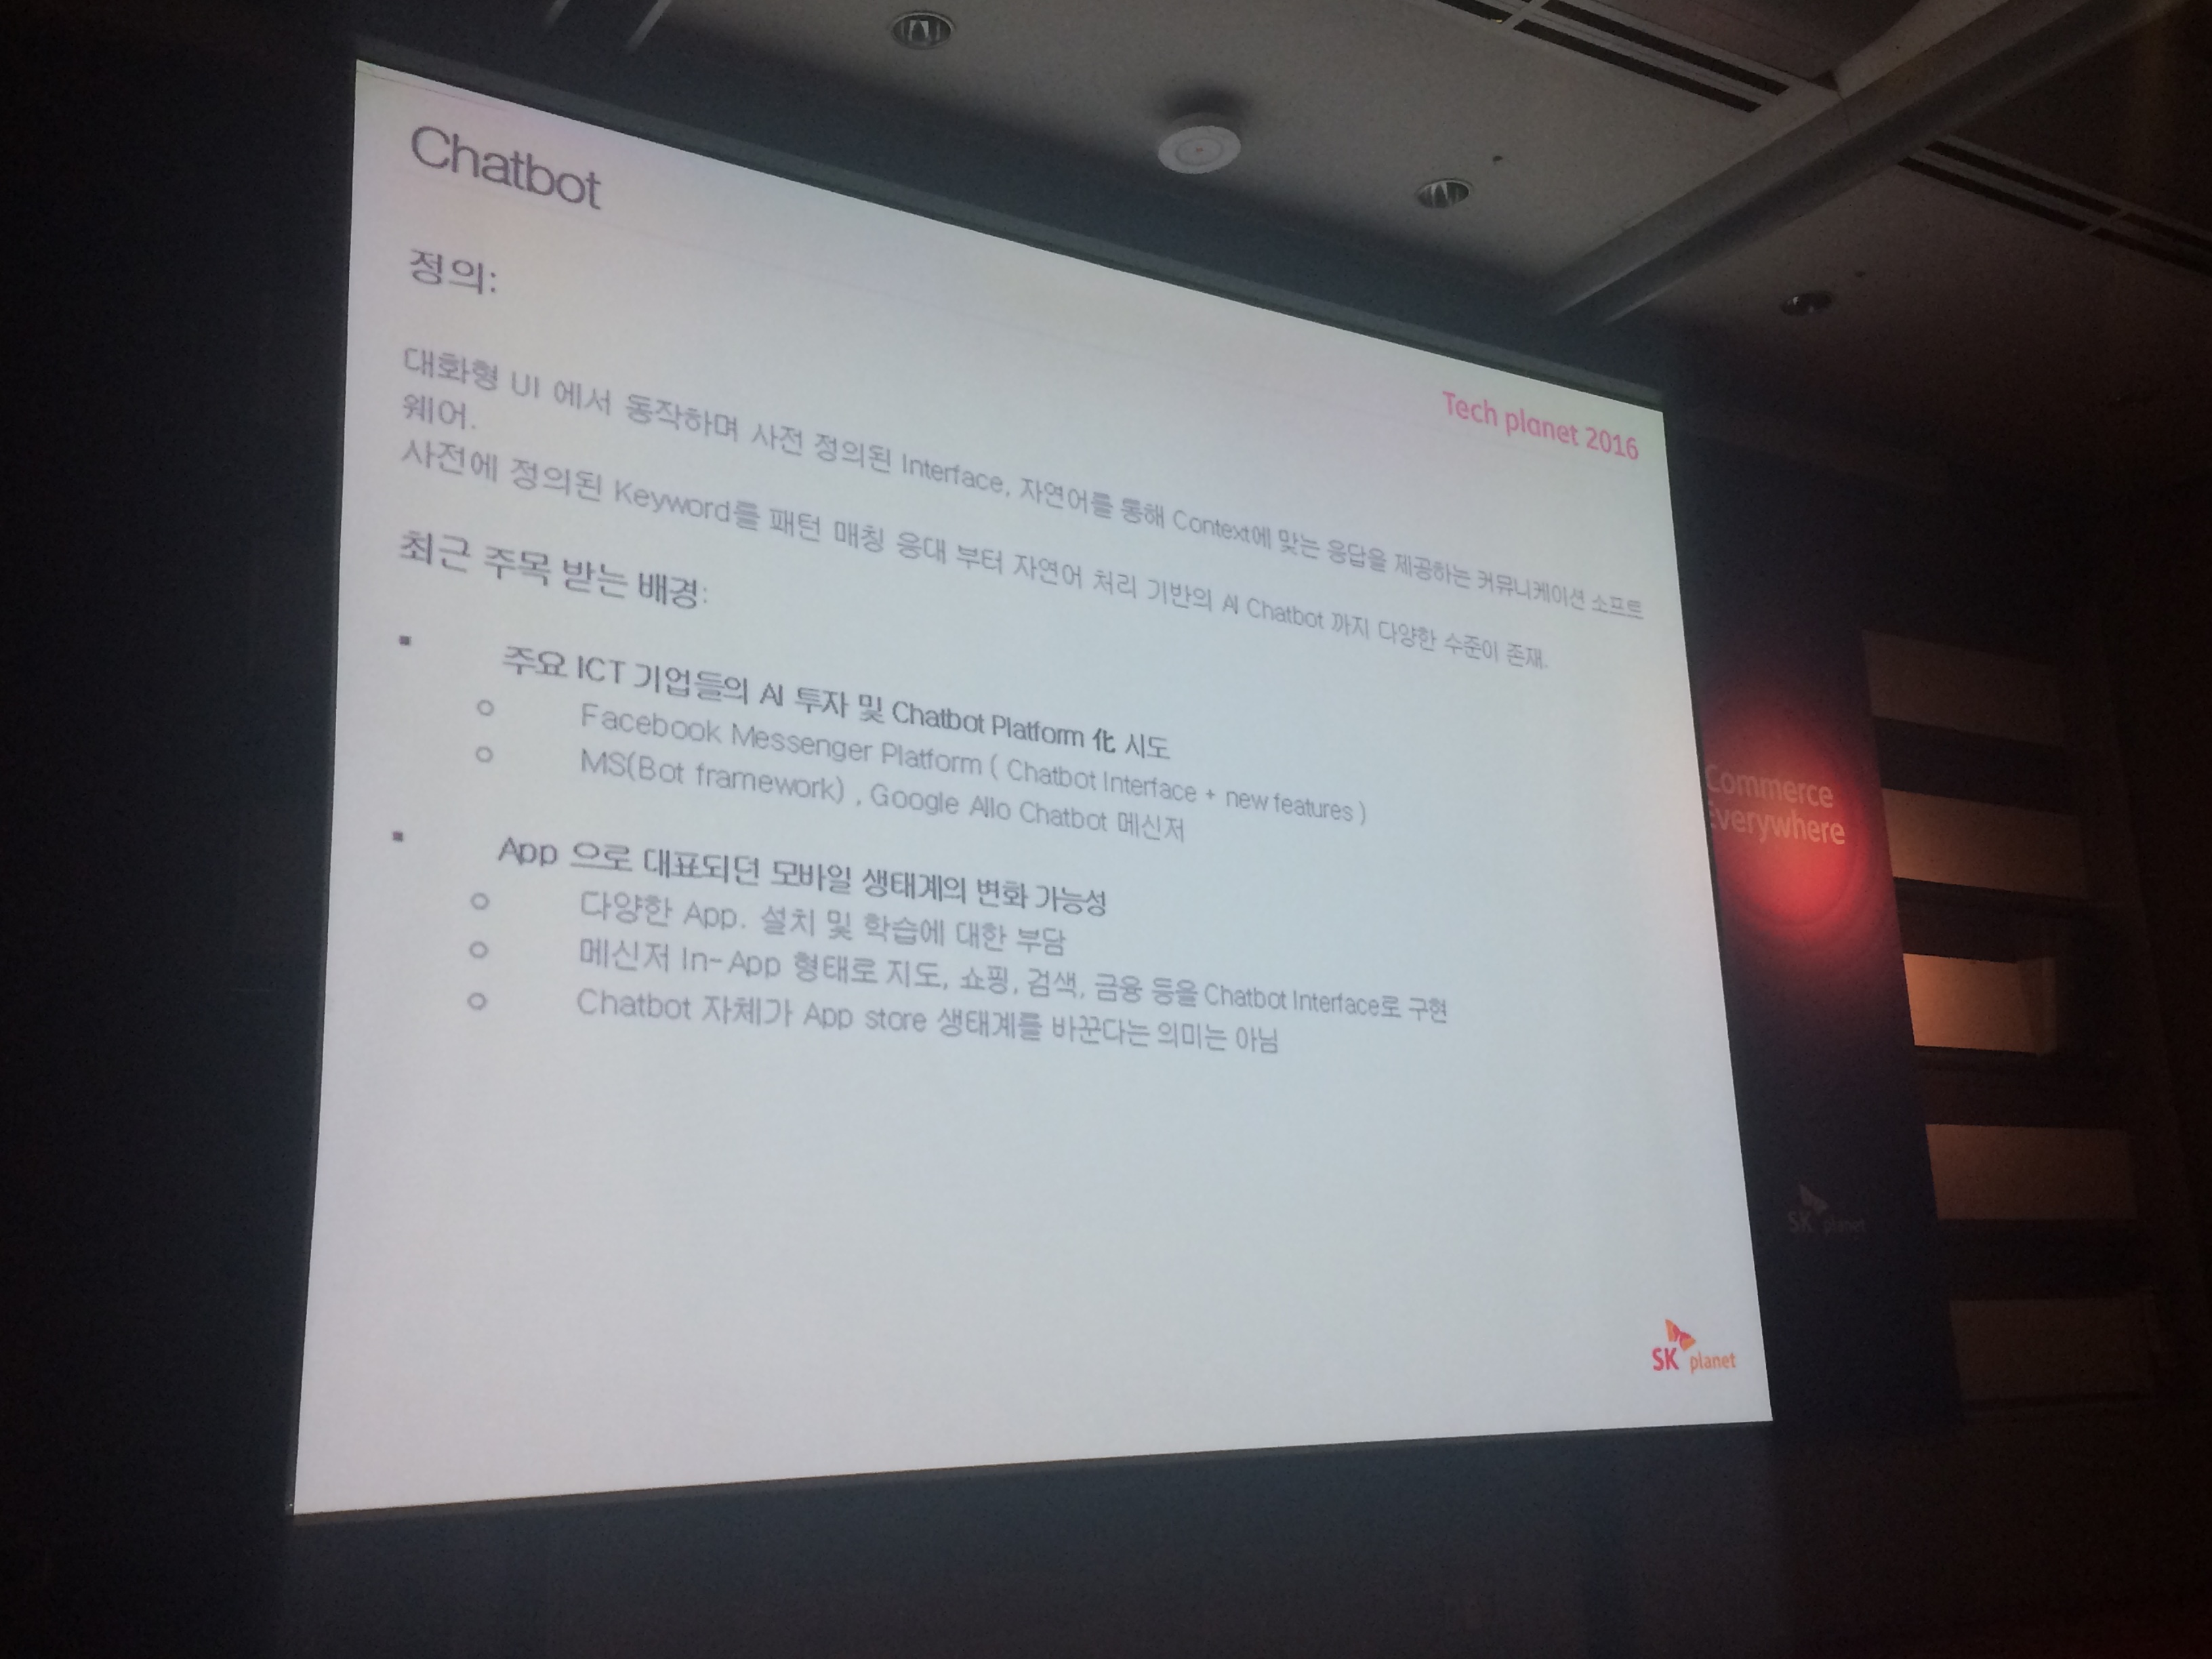 Chatbot
Tech planet 2016
정의:
대화형 UI 에서 동작하며 사전 정의된 Interface, 자연어를 통해 Context에 맞는 응답을 제공하는 커뮤니케이션 소프트
웨어.
사전에 정의된 Keyword를 패턴 매칭 응대 부터 자연어 처리 기반의 AI Chatbot 까지 다양한 수준이 존재.
최근 주목 받는 배경:
▪ 주요 ICT 기업들의 AI 투자 및 Chatbot Platform 化 시도
o Facebook Messenger Platform ( Chatbot Interface + new features )
o MS(Bot framework) , Google Allo Chatbot 메신저
▪ App 으로 대표되던 모바일 생태계의 변화 가능성
o 다양한 App. 설치 및 학습에 대한 부담
o 메신저 In-App 형태로 지도, 쇼핑, 검색, 금융 등을 Chatbot Interface로 구현
o Chatbot 자체가 App store 생태계를 바꾼다는 의미는 아님
SK planet
Commerce
Everywhere
SK planet